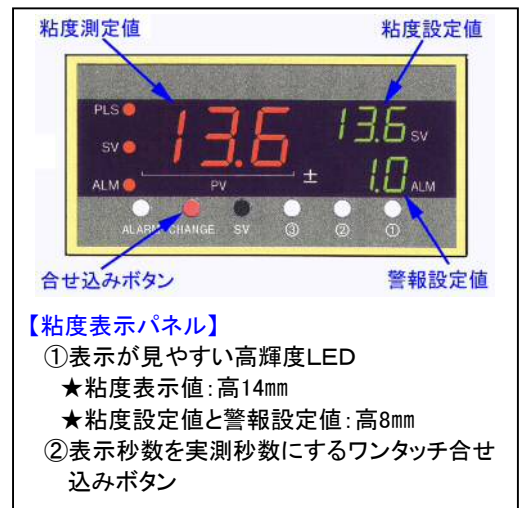 粘度測定値
粘度設定値
PLS
13.6
13.6 SV
SV
1.0 ALM
ALM
PV
±
ALARM CHANGE SV ③ ② ①
合せ込みボタン
警報設定値
【粘度表示パネル】
①表示が見やすい高輝度LED
★粘度表示値:高14㎜
★粘度設定値と警報設定値:高8㎜
②表示秒数を実測秒数にするワンタッチ合せ
込みボタン